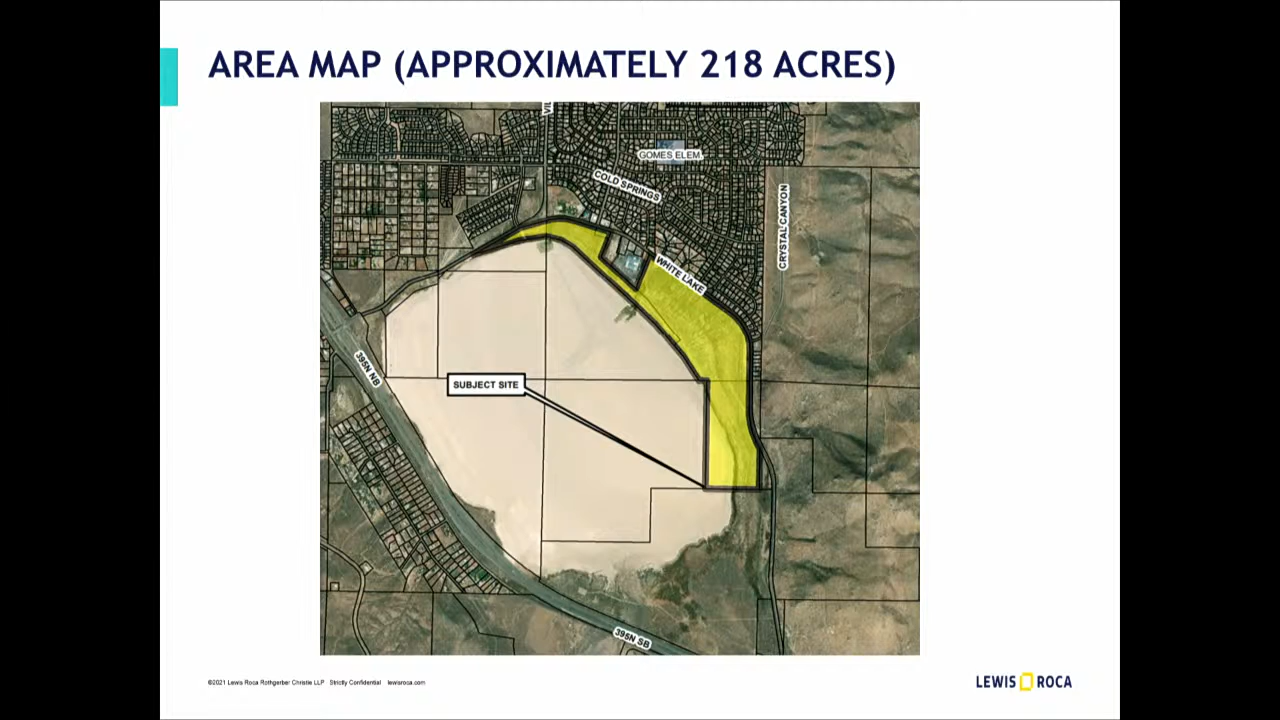 AREA MAP (APPROXIMATELY 218 ACRES)
VIL
GOMES ELEM.
COLD SPRINGS
CRYSTAL CANYON
WHITE LAKE
395N NB
SUBJECT SITE
395N SB
©2021 Lewis Roca Rothgerber Christie LLP Strictly Confidential lewisroca.com
LEWIS ROCA